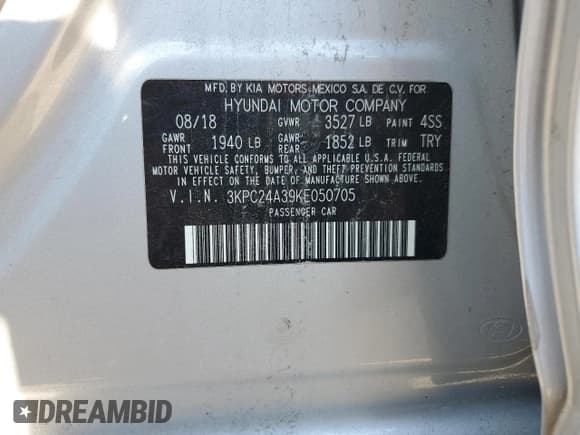 MFD. BY KIA MOTORS MEXICO S.A. DE C.V. FOR
HYUNDAI MOTOR COMPANY
08/18 GVWR 3527 LB PAINT 4SS
GAWR FRONT 1940 LB GAWR REAR 1852 LB TRIM TRY
THIS VEHICLE CONFORMS TO ALL APPLICABLE U.S.A. FEDERAL
MOTOR VEHICLE SAFETY, BUMPER, AND THEFT PREVENTION STANDARDS
IN EFFECT ON THE DATE OF MANUFACTURE SHOWN ABOVE.
V.I.N. 3KPC24A39KE050705
PASSENGER CAR
DREAMBID